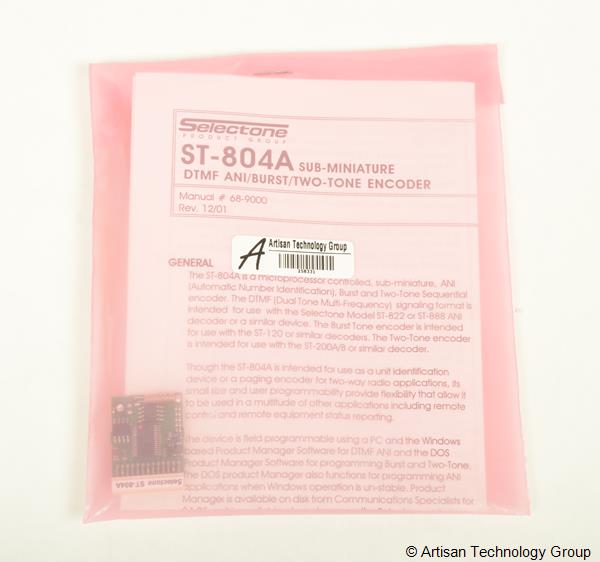 Selectone
PRODUCT GROUP
ST-804A SUB-MINIATURE
DTMF ANI/BURST/TWO-TONE ENCODER
Manual # 68-9000
Rev. 12/01
A Artisan Technology Group
258331
GENERAL
The ST-804A is a microprocessor controlled, sub-miniature, ANI
(Automatic Number Identification), Burst and Two-Tone Sequential
encoder. The DTMF (Dual Tone Multi-Frequency) signaling format is
intended for use with the Selectone Model ST-822 or ST-888 ANI
decoder or a similar device. The Burst Tone encoder is intended
for use with the ST-120 or similar decoders. The Two-Tone encoder
is intended for use with the ST-200A/B or similar decoder.
Though the ST-804A is intended for use as a unit identification
device or a paging encoder for two-way radio applications, its
small size and user programmability provide flexibility that allow it
to be used in a multitude of other applications including remote
control and remote equipment status reporting.
The device is field programmable using a PC and the Windows
based Product Manager Software for DTMF ANI and the DOS
Product Manager Software for programming Burst and Two-Tone.
The DOS product Manager also functions for programming ANI
applications when Windows operation is un-stable. Product
Manager is available on disk from Communications Specialists for
Selectone ST-804A
© Artisan Technology Group